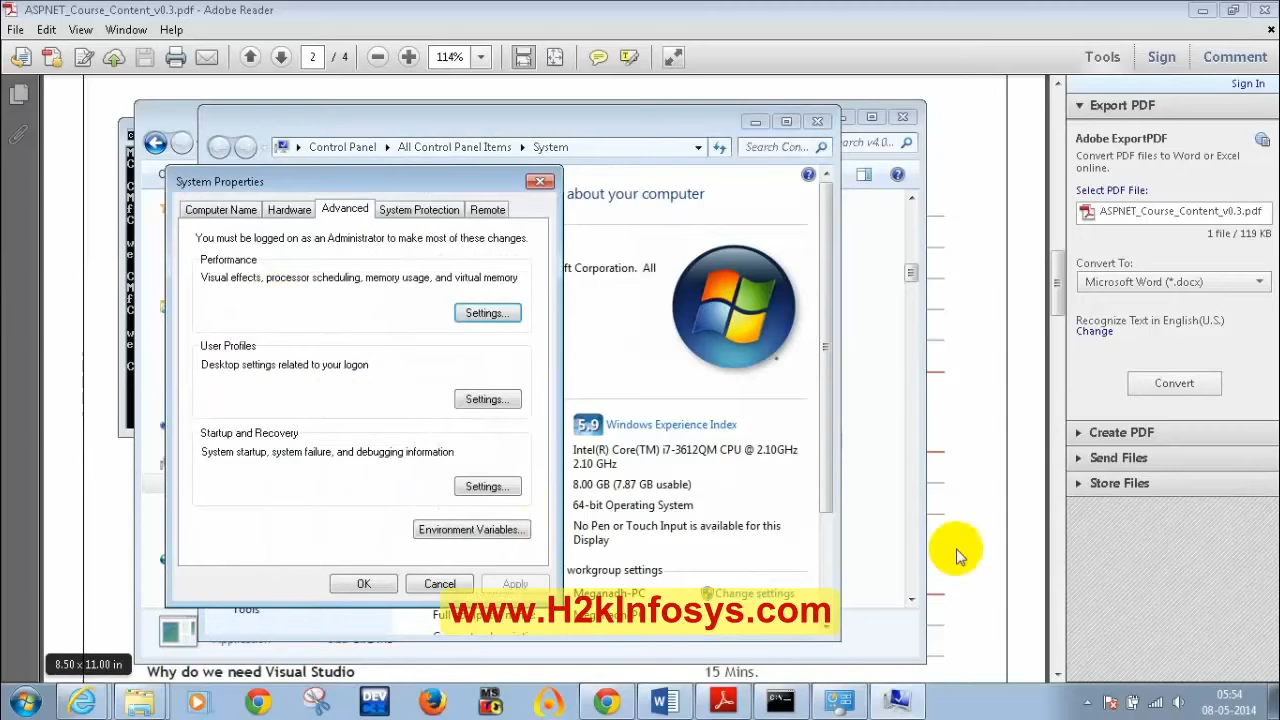 ASPNET_Course_Content_v0.3.pdf - Adobe Reader
File Edit View Window Help
2 / 4 114% Tools Sign Comment
Sign In
Export PDF
Adobe ExportPDF
Convert PDF files to Word or Excel
online.
Select PDF File:
ASPNET_Course_Content_v0.3.pdf
1 file / 119 KB
Convert To:
Microsoft Word (*.docx)
Recognize Text in English(U.S.)
Change
Convert
Create PDF
Send Files
Store Files
Control Panel All Control Panel Items System
Search Con...
arch v4.0...
System Properties
Computer Name Hardware Advanced System Protection Remote
You must be logged on as an Administrator to make most of these changes.
Performance
Visual effects, processor scheduling, memory usage, and virtual memory
Settings...
User Profiles
Desktop settings related to your logon
Settings...
Startup and Recovery
System startup, system failure, and debugging information
Settings...
Environment Variables...
OK Cancel Apply
about your computer
ft Corporation. All
5.9 Windows Experience Index
Intel(R) Core(TM) i7-3612QM CPU @ 2.10GHz
2.10 GHz
8.00 GB (7.87 GB usable)
64-bit Operating System
No Pen or Touch Input is available for this
Display
workgroup settings
Meganadh-PC Change settings
www.H2kInfosys.com
Tools
8.50 x 11.00 in
Why do we need Visual Studio 15 Mins.
DEV
MS
05:54
08-05-2014